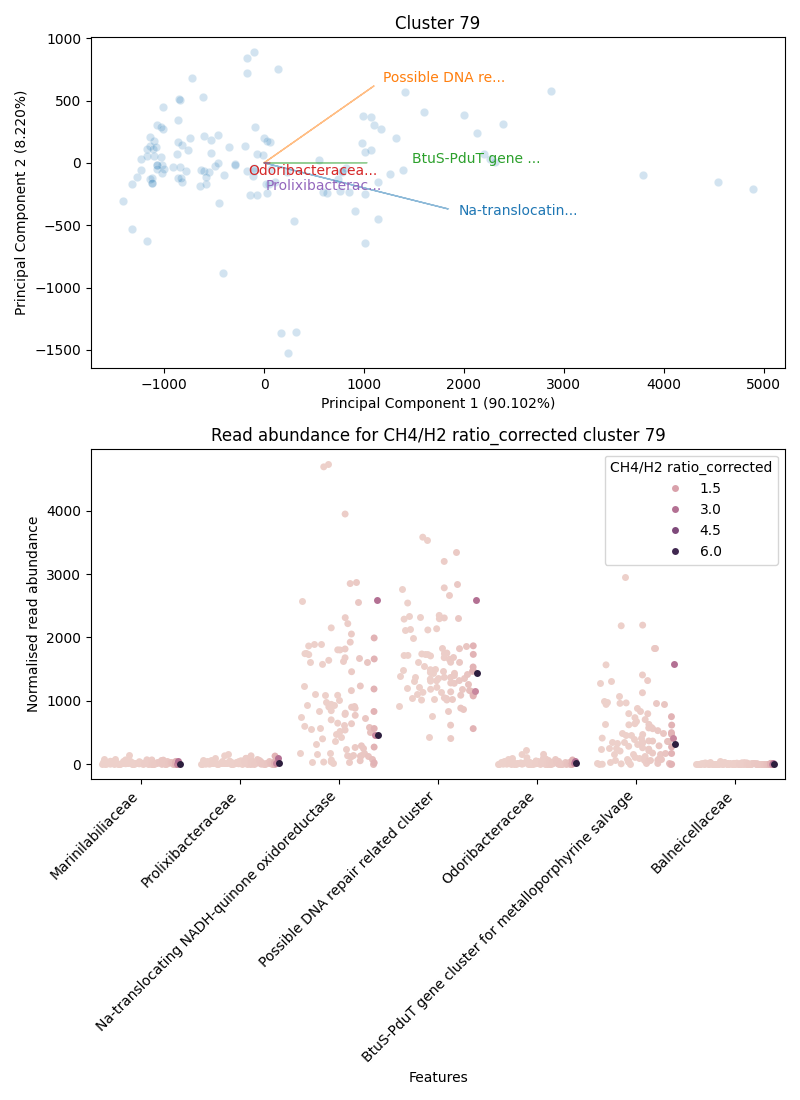 Cluster 79
1000
500
0
−500
−1000
−1500
Principal Component 2 (8.220%)
Possible DNA re...
BtuS-PduT gene ...
Odoribacteracea...
Prolixibacterac...
Na-translocatin...
−1000
0
1000
2000
3000
4000
5000
Principal Component 1 (90.102%)
Read abundance for CH4/H2 ratio_corrected cluster 79
CH4/H2 ratio_corrected
1.5
3.0
4.5
6.0
4000
3000
2000
1000
0
Normalised read abundance
Marinilabiliaceae
Prolixibacteraceae
Na-translocating NADH-quinone oxidoreductase
Possible DNA repair related cluster
Odoribacteraceae
BtuS-PduT gene cluster for metalloporphyrine salvage
Balneicellaceae
Features